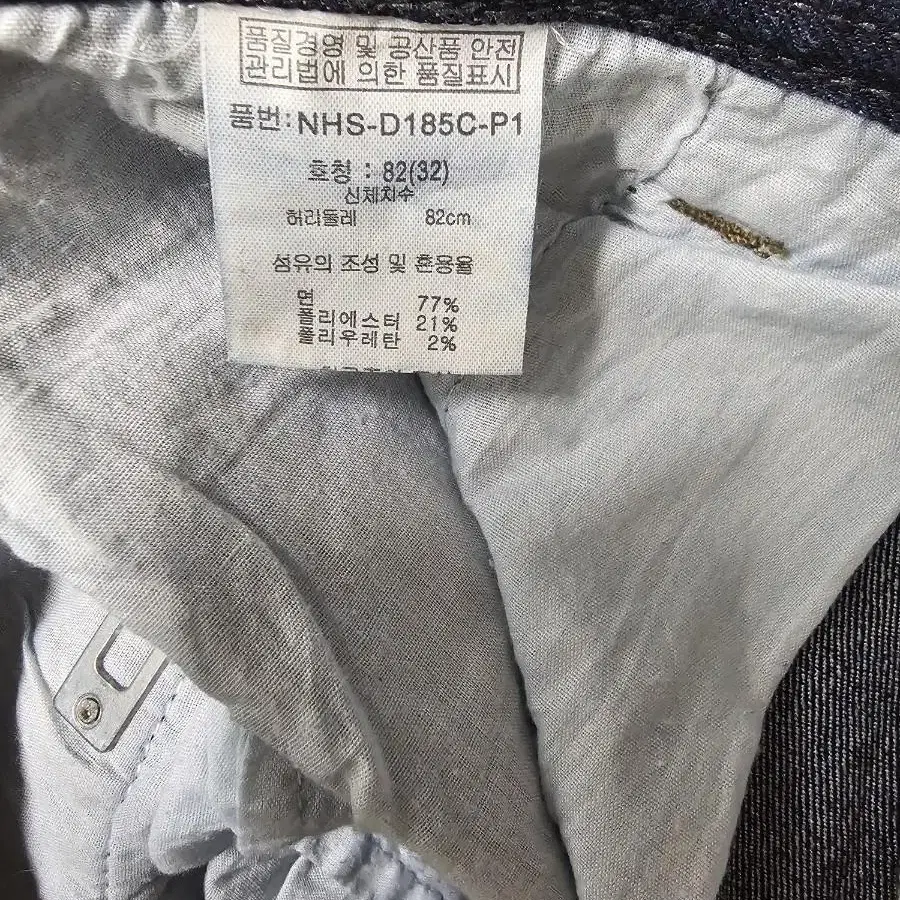 품질경영 및 공산품 안전
관리법에 의한 품질표시
품번:NHS-D185C-P1
호칭 : 82(32)
신체치수
허리둘레 82cm
섬유의 조성 및 혼용율
면 77%
폴리에스터 21%
폴리우레탄 2%